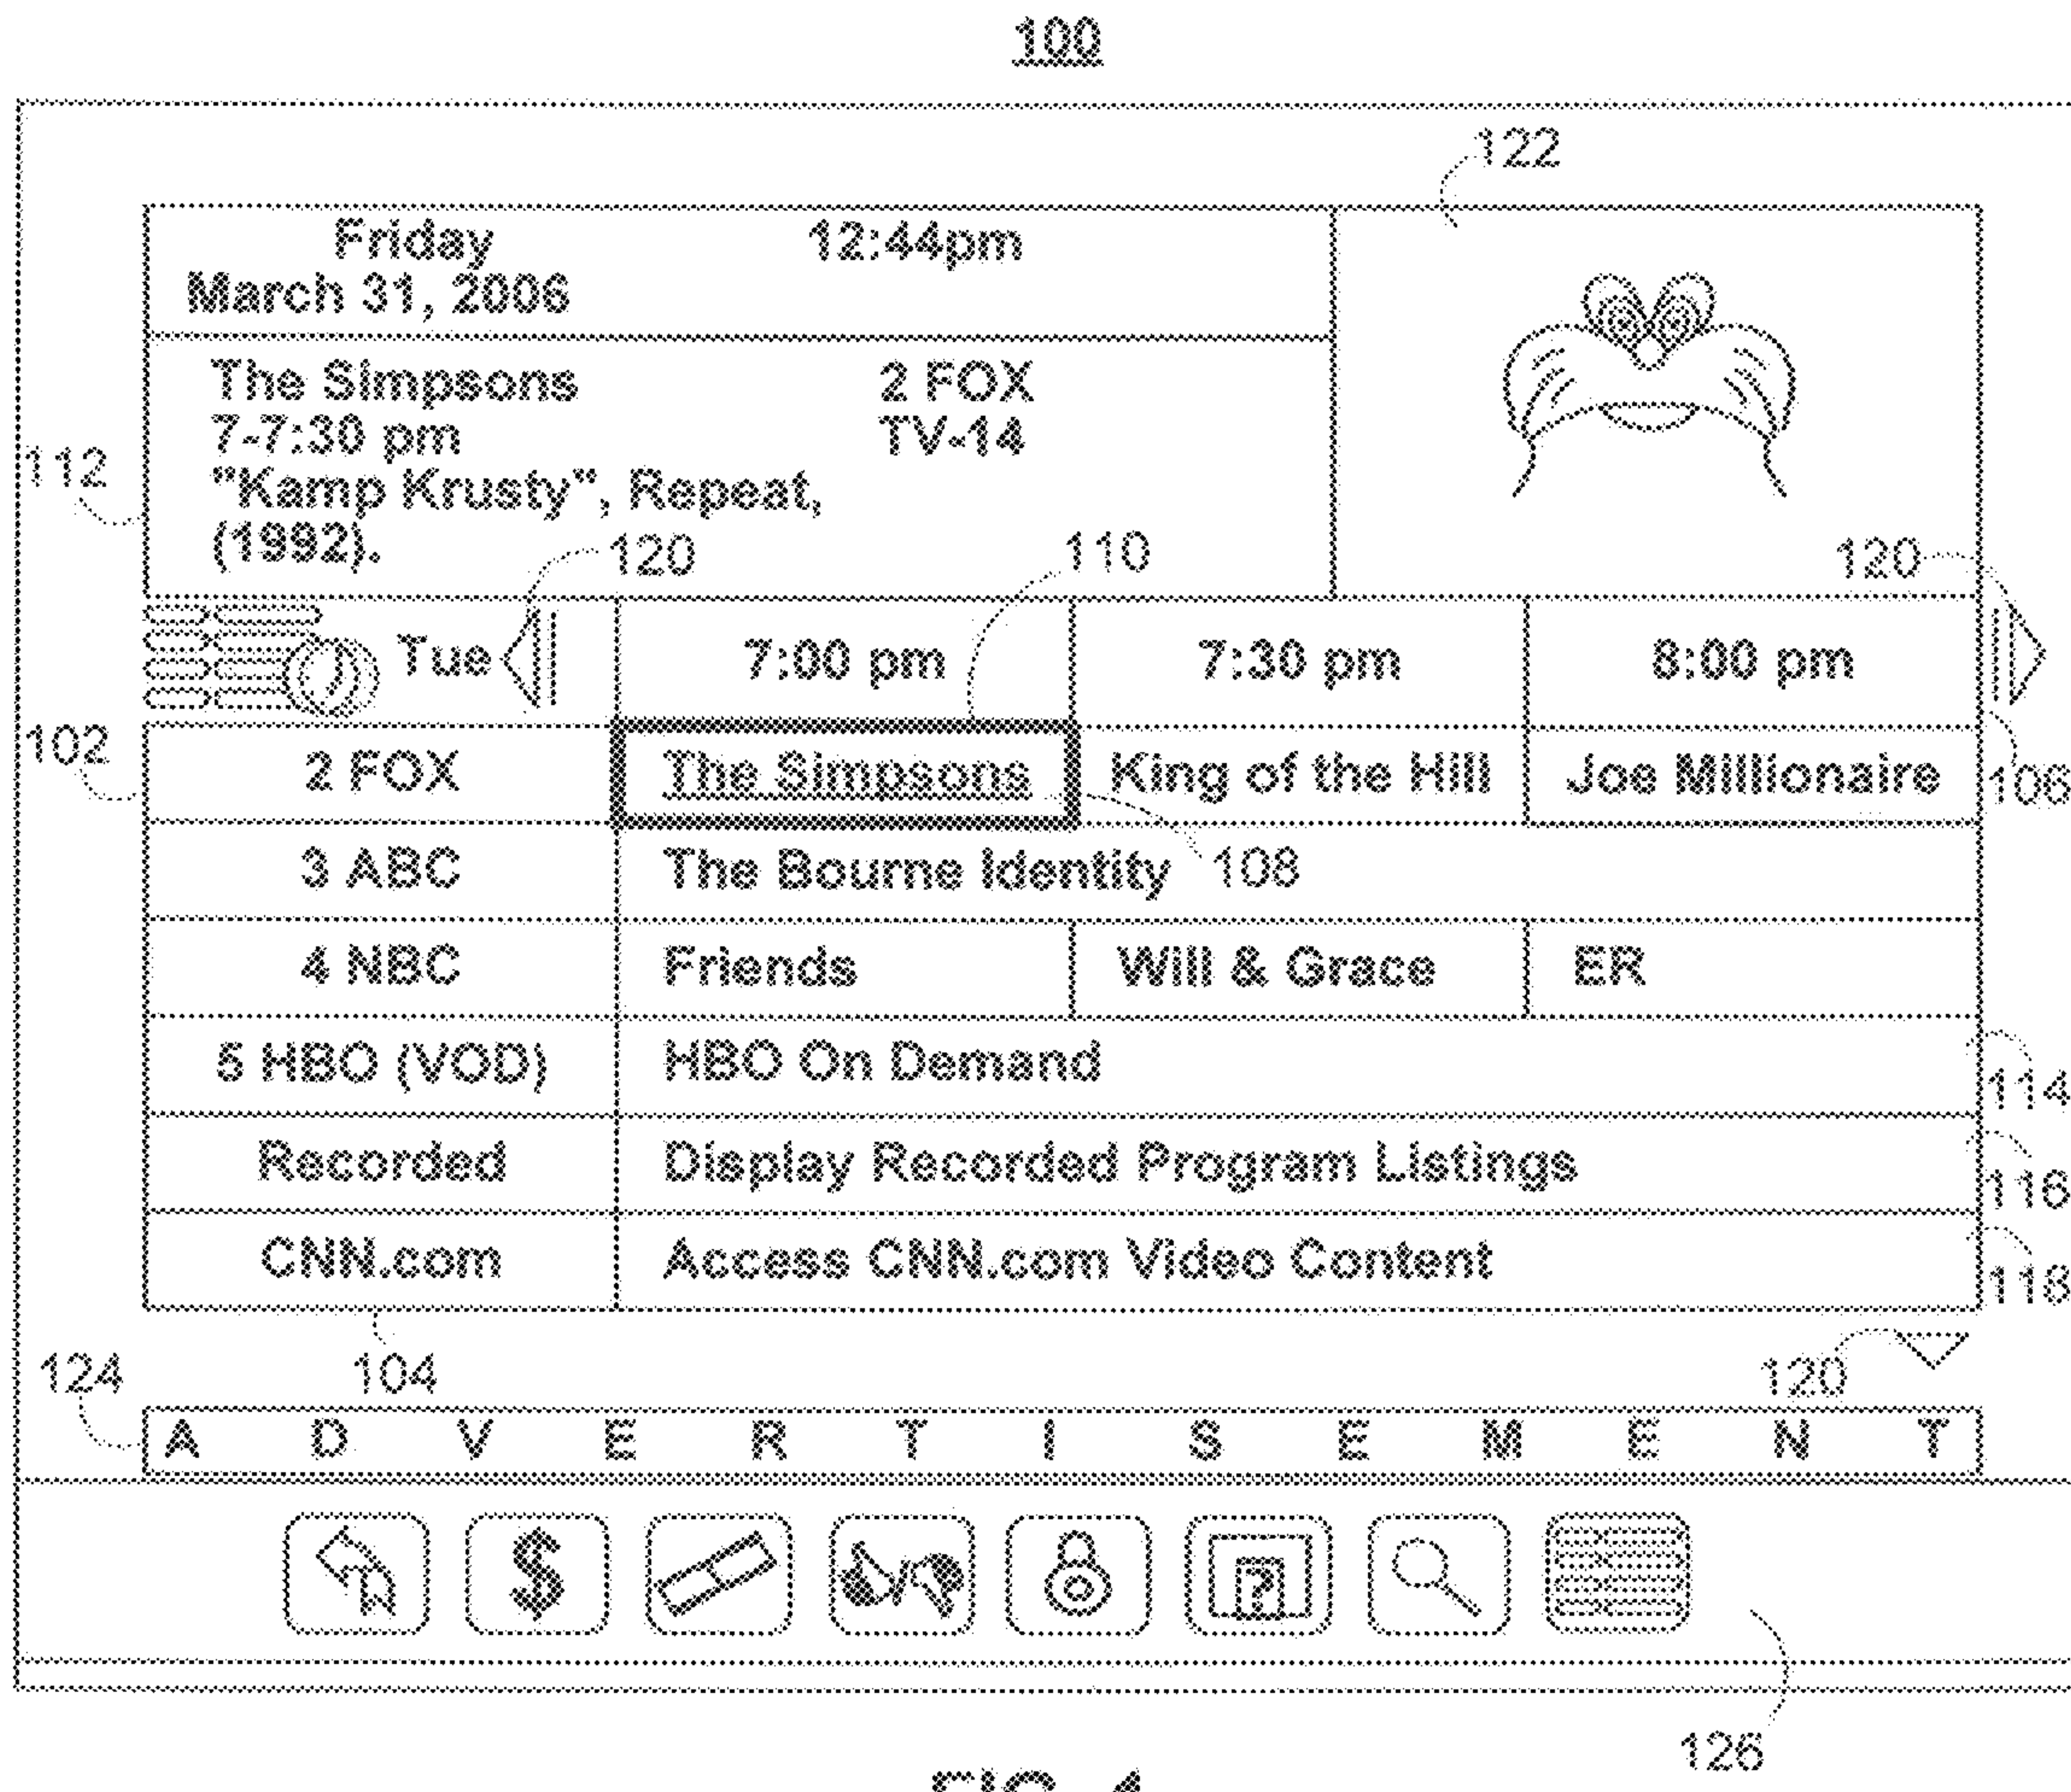 100
122
Friday 12:44pm
March 31, 2006
The Simpsons 2 FOX
7-7:30 pm TV-14
112
"Kamp Krusty", Repeat,
(1992).
120 110 120
Tue 7:00 pm 7:30 pm 8:00 pm
102
2 FOX The Simpsons King of the Hill Joe Millionaire
106
3 ABC The Bourne Identity 108
4 NBC Friends Will & Grace ER
5 HBO (VOD) HBO On Demand
114
Recorded Display Recorded Program Listings
116
CNN.com Access CNN.com Video Content
118
124 104 120
A D V E R T I S E M E N T
$ ?
126
FIG. 1